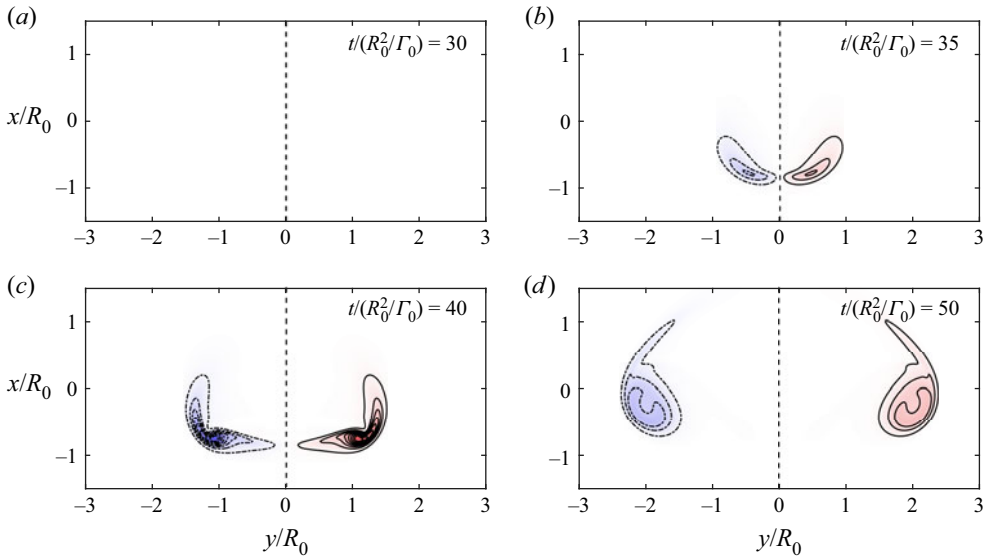 (a)
t/(R₀²/Γ₀) = 30
1
x/R₀ 0
–1
–3 –2 –1 0 1 2 3
(b)
t/(R₀²/Γ₀) = 35
1
0
–1
–3 –2 –1 0 1 2 3
(c)
t/(R₀²/Γ₀) = 40
1
x/R₀ 0
–1
–3 –2 –1 0 1 2 3
y/R₀
(d)
t/(R₀²/Γ₀) = 50
1
0
–1
–3 –2 –1 0 1 2 3
y/R₀